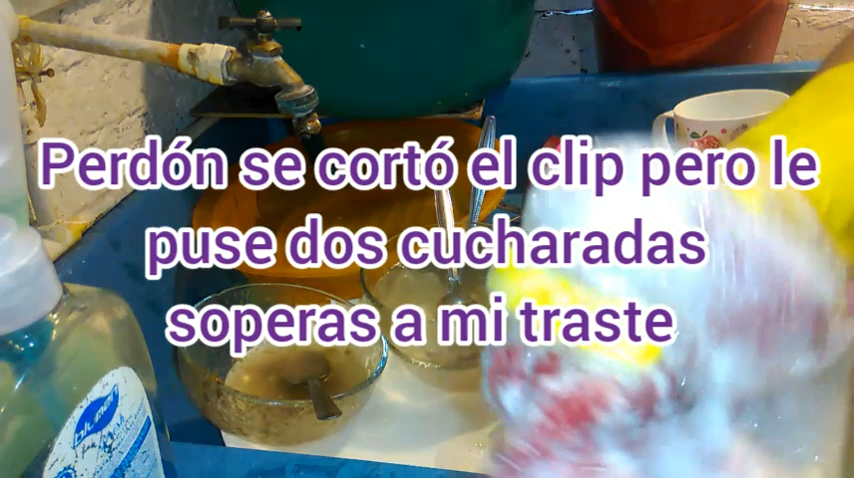 Perdón se cortó el clip pero le
puse dos cucharadas
soperas a mi traste